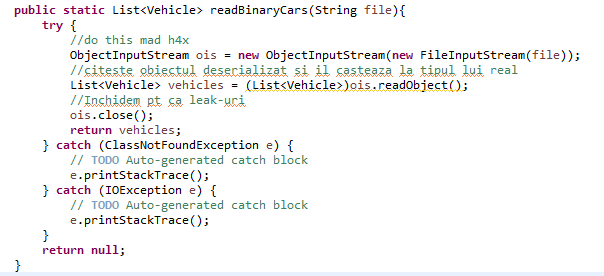 public static List<Vehicle> readBinaryCars(String file){
try {
//do this mad h4x
ObjectInputStream ois = new ObjectInputStream(new FileInputStream(file));
//citeste obiectul deserializat si il casteaza la tipul lui real
List<Vehicle> vehicles = (List<Vehicle>)ois.readObject();
//Inchidem pt ca leak-uri
ois.close();
return vehicles;
} catch (ClassNotFoundException e) {
// TODO Auto-generated catch block
e.printStackTrace();
} catch (IOException e) {
// TODO Auto-generated catch block
e.printStackTrace();
}
return null;
}